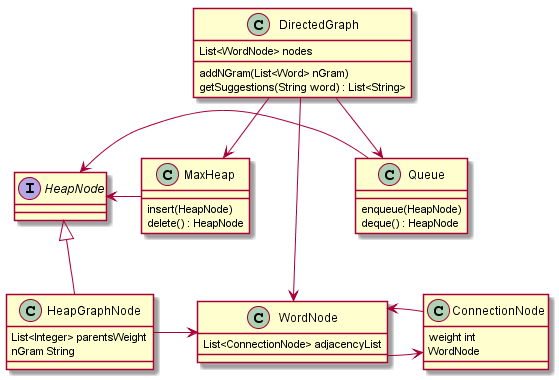 C DirectedGraph
List<WordNode> nodes
addNGram(List<Word> nGram)
getSuggestions(String word) : List<String>
I HeapNode
C MaxHeap
insert(HeapNode)
delete() : HeapNode
C Queue
enqueue(HeapNode)
deque() : HeapNode
C HeapGraphNode
List<Integer> parentsWeight
nGram String
C WordNode
List<ConnectionNode> adjacencyList
C ConnectionNode
weight int
WordNode